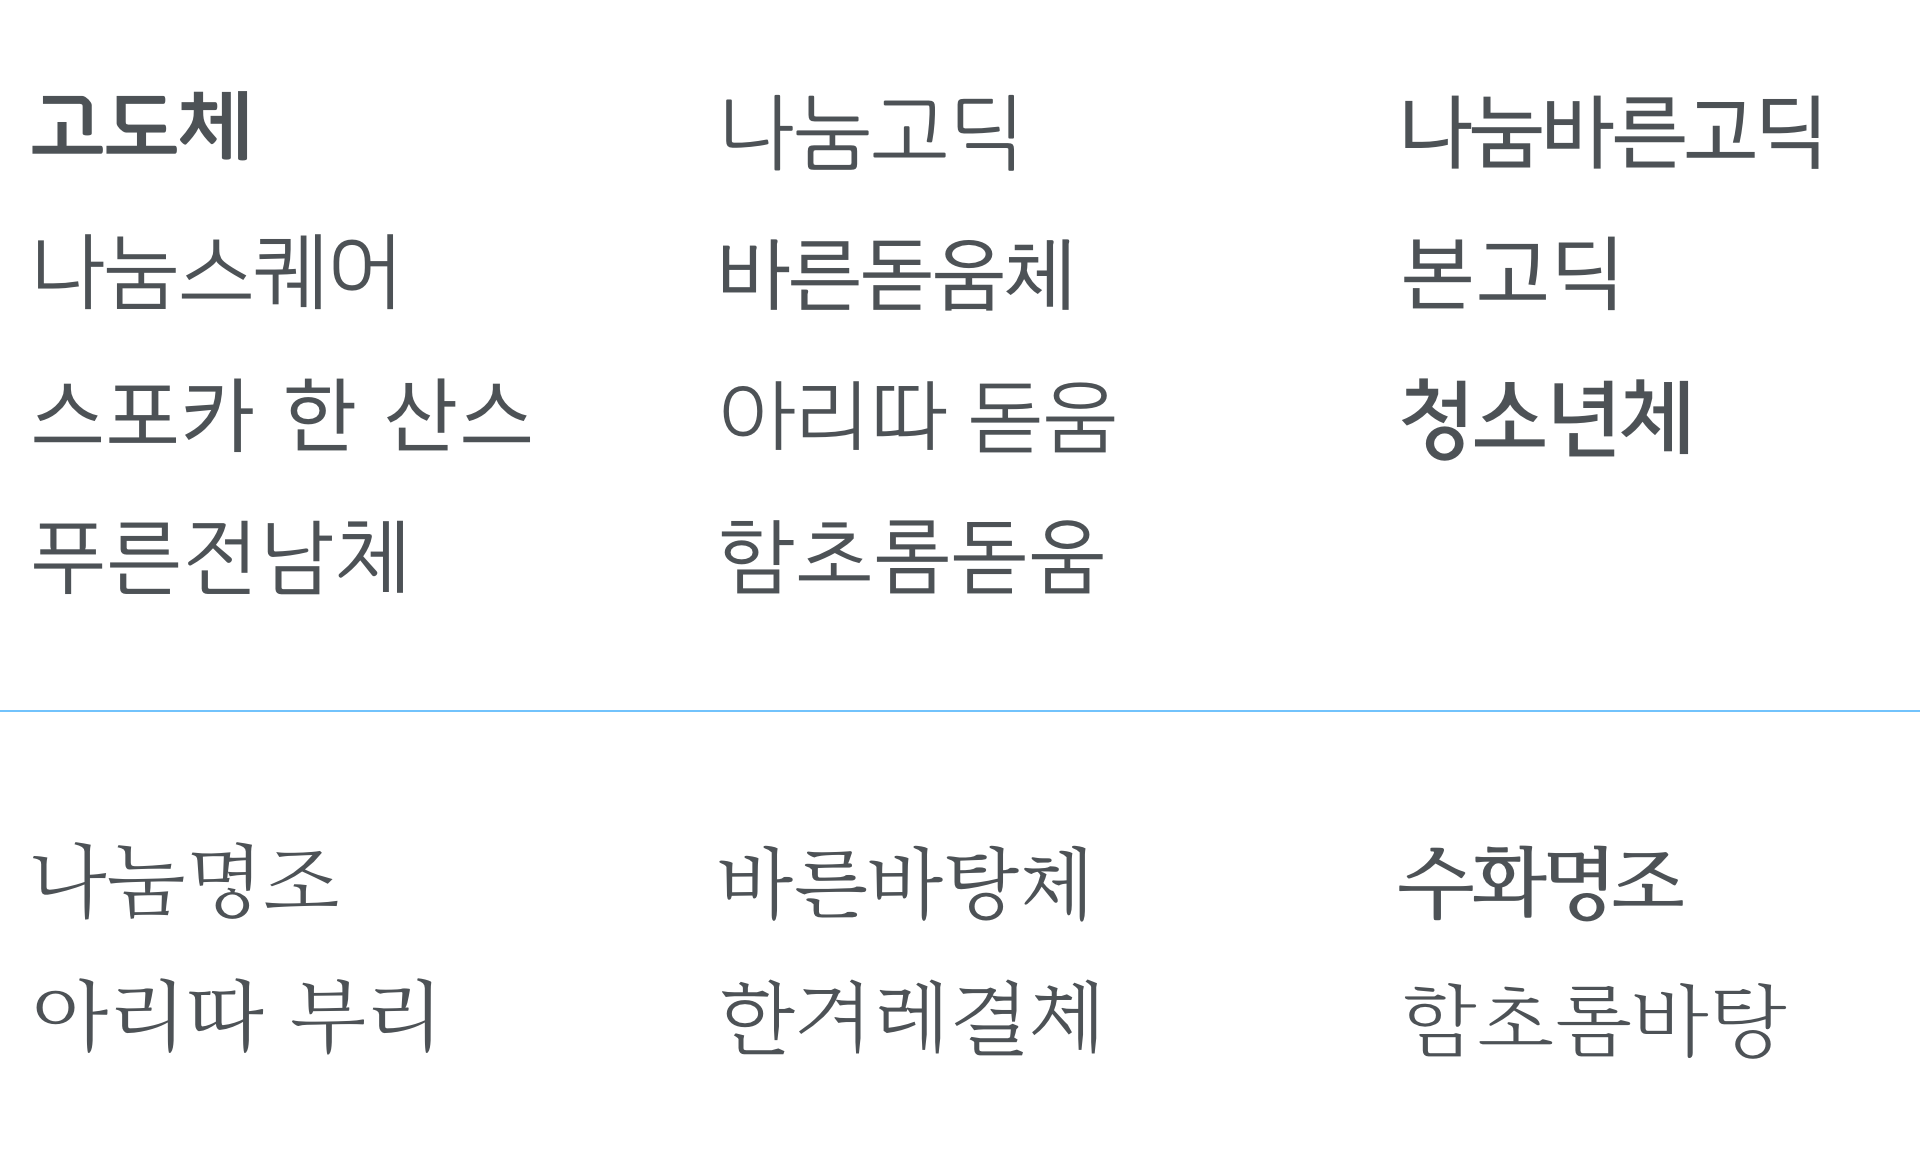 고도체 나눔고딕 나눔바른고딕
나눔스퀘어 바른돋움체 본고딕
스포카 한 산스 아리따 돋움 청소년체
푸른전남체 함초롬돋움
나눔명조 바른바탕체 수화명조
아리따 부리 한겨레결체 함초롬바탕